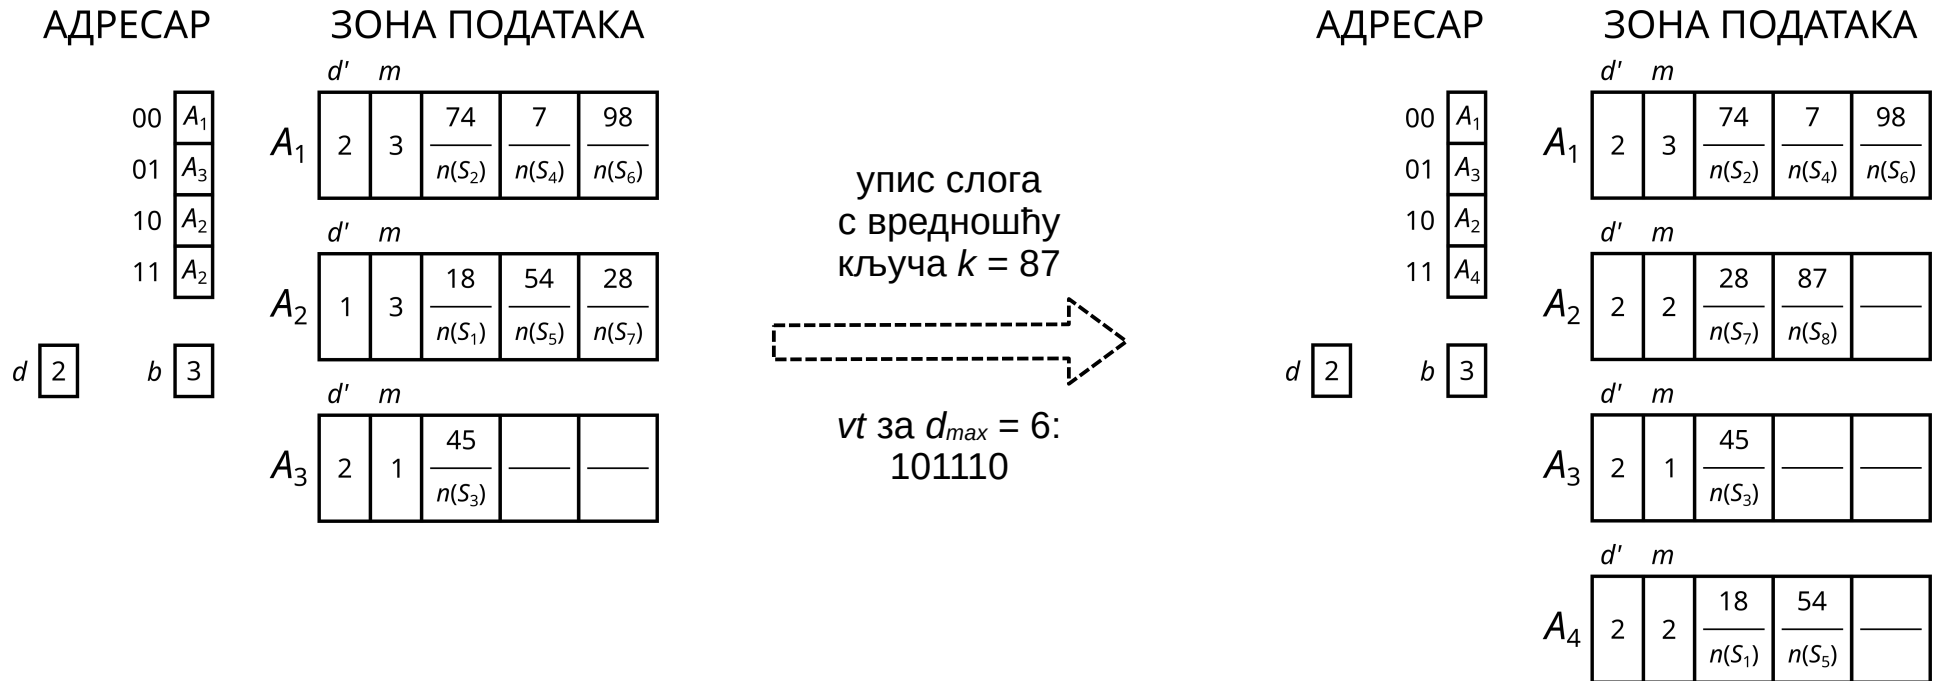 АДРЕСАР ЗОНА ПОДАТАКА
d' m
00 A1
01 A3
10 A2
11 A2
d 2 b 3
A1 2 3 74 7 98
n(S2) n(S4) n(S6)
d' m
A2 1 3 18 54 28
n(S1) n(S5) n(S7)
d' m
A3 2 1 45
n(S3)
упис слога
с вредношћу
кључа k = 87
vt за dmax = 6:
101110
АДРЕСАР ЗОНА ПОДАТАКА
d' m
00 A1
01 A3
10 A2
11 A4
d 2 b 3
A1 2 3 74 7 98
n(S2) n(S4) n(S6)
d' m
A2 2 2 28 87
n(S7) n(S8)
d' m
A3 2 1 45
n(S3)
d' m
A4 2 2 18 54
n(S1) n(S5)